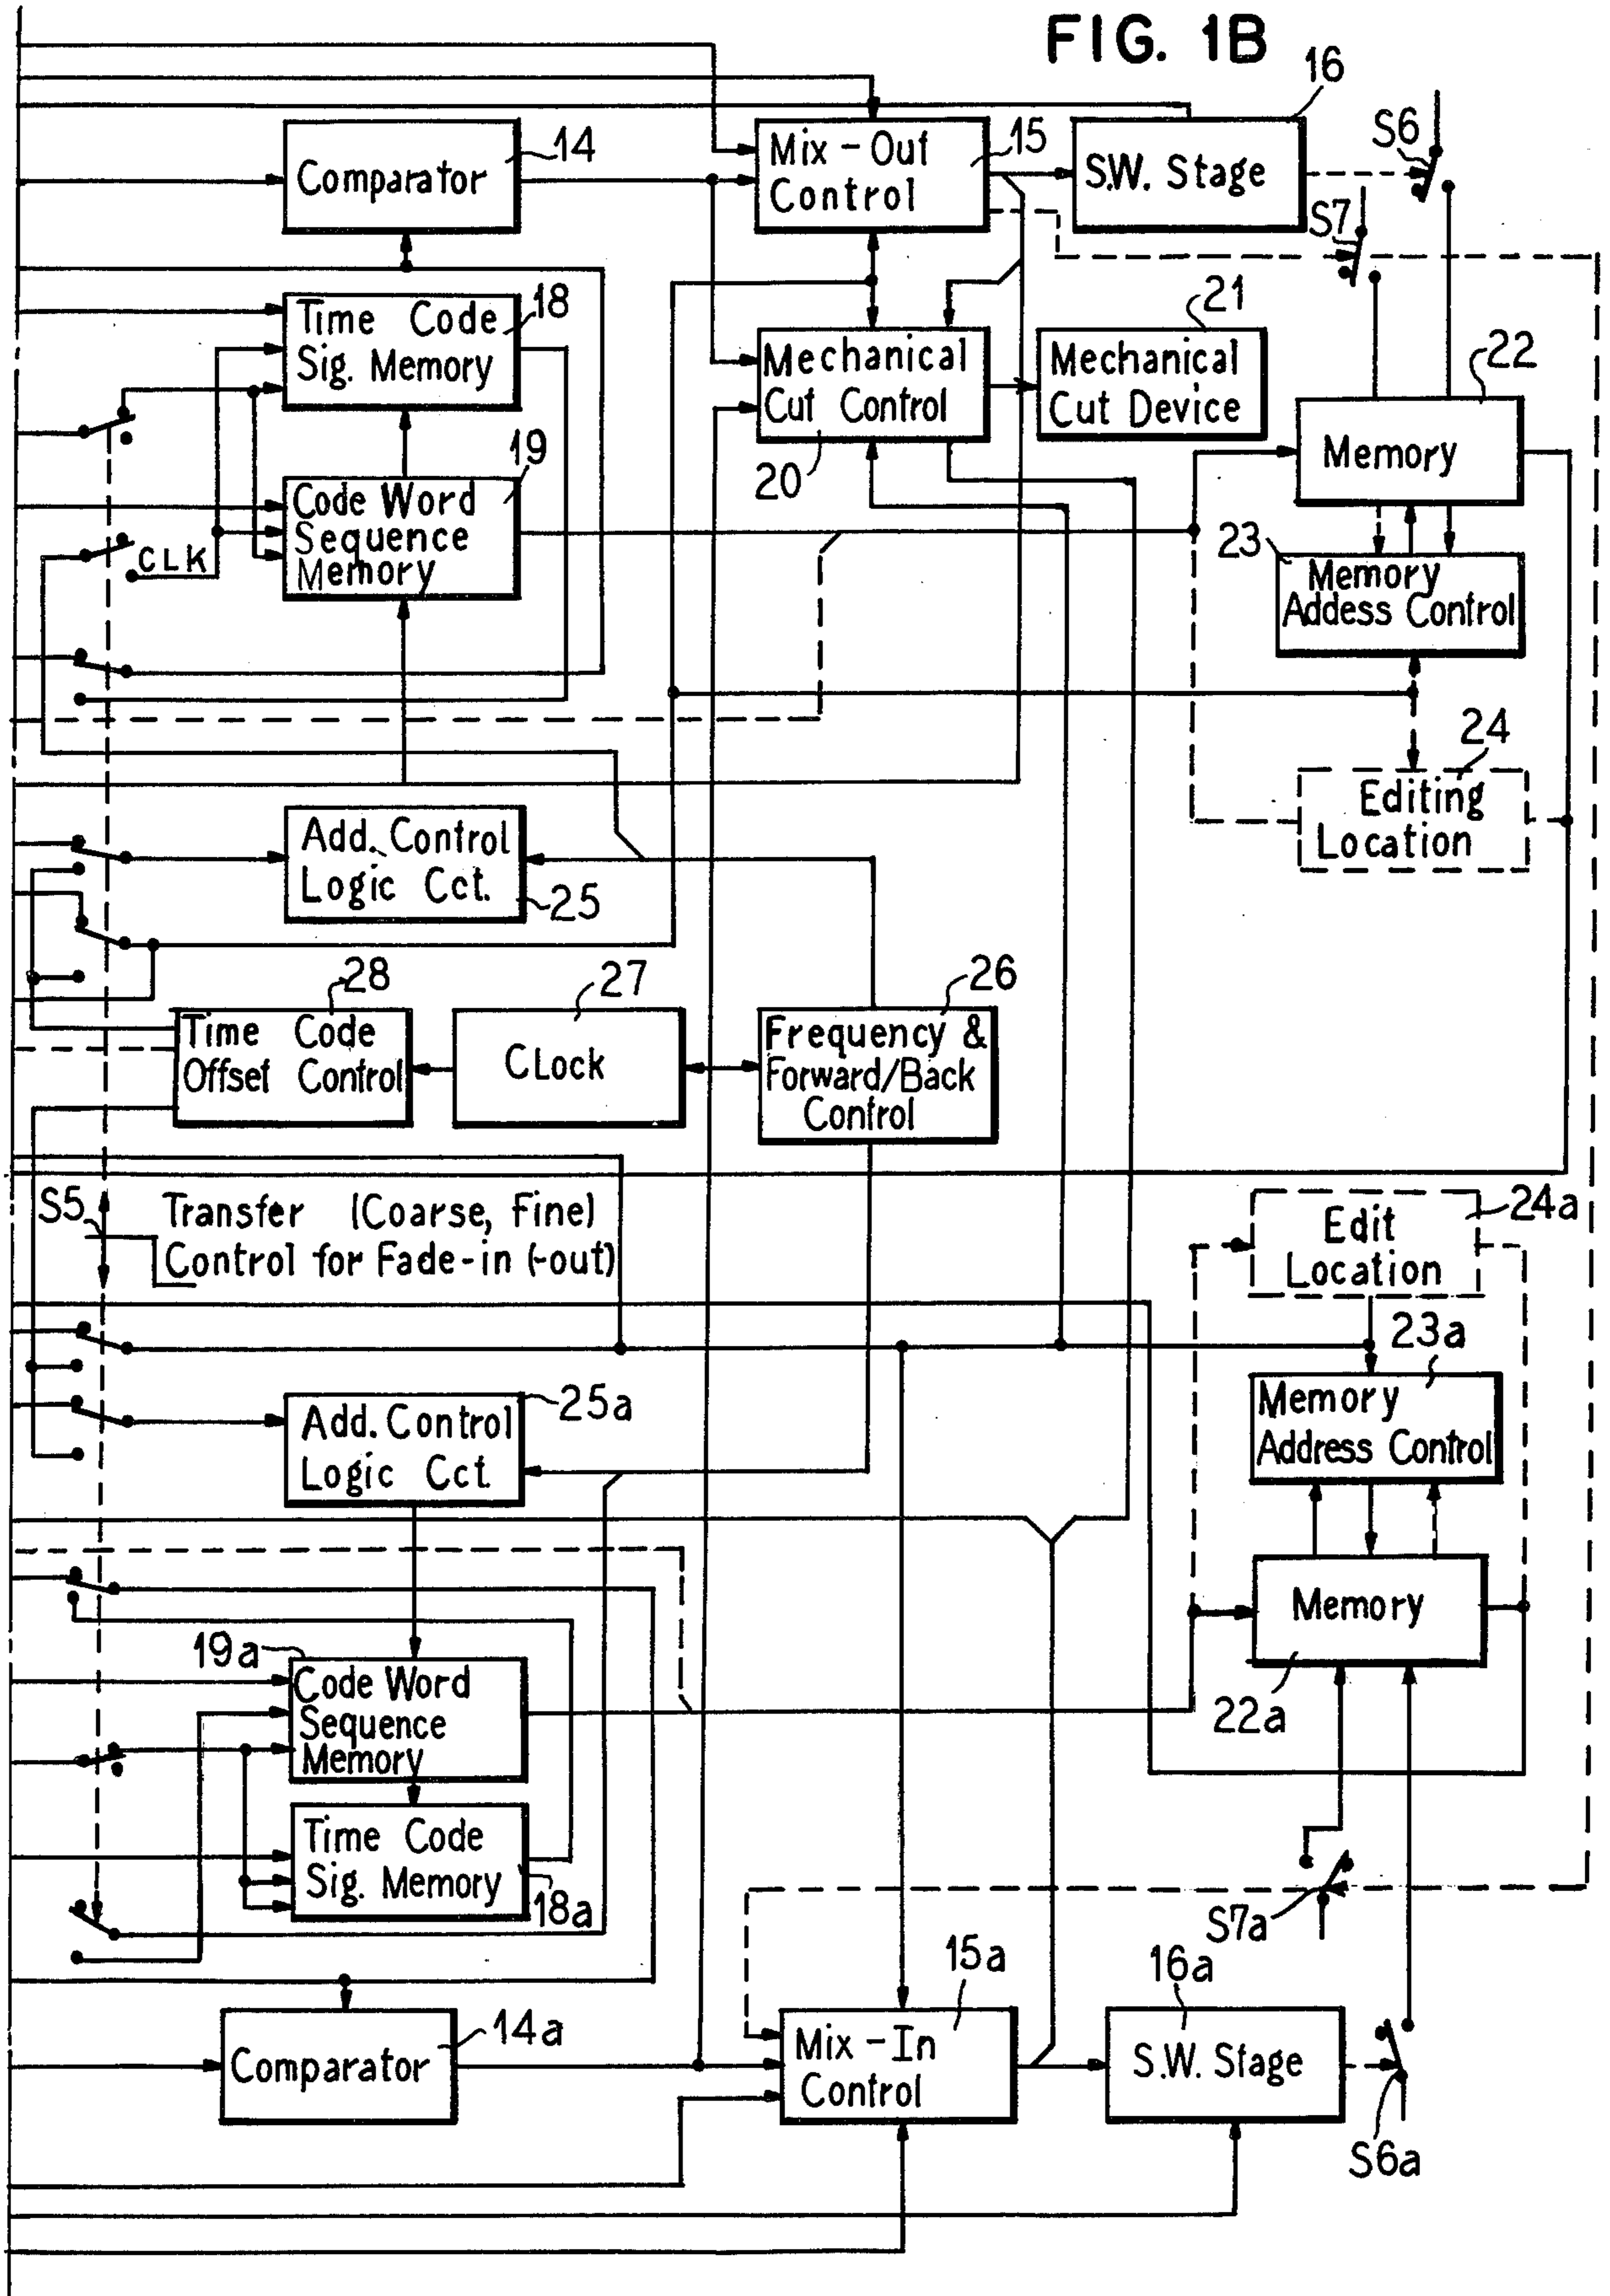 FIG. 1B
16
14
Comparator
Mix-Out
Control
15
S.W. Stage
S6
S7
Time Code
Sig. Memory
18
21
Mechanical
Cut Control
20
Mechanical
Cut Device
22
Memory
19
Code Word
Sequence
Memory
CLK
23
Memory
Addess Control
24
Editing
Location
Add. Control
Logic Cct.
25
28
27
26
Time Code
Offset Control
CLock
Frequency &
Forward/Back
Control
S5
Transfer (Coarse, Fine)
Control for Fade-in (-out)
24a
Edit
Location
23a
Memory
Address Control
25a
Add. Control
Logic Cct.
Memory
22a
19a
Code Word
Sequence
Memory
Time Code
Sig. Memory
18a
S7a
15a
16a
14a
Comparator
Mix-In
Control
S.W. Stage
S6a